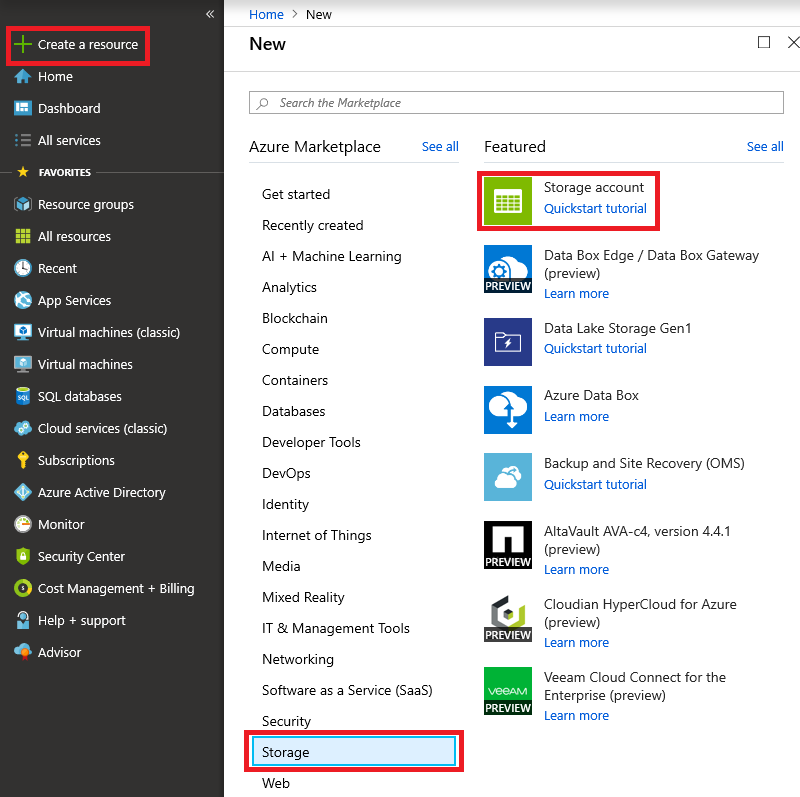 «
Create a resource
Home
Dashboard
All services
FAVORITES
Resource groups
All resources
Recent
App Services
Virtual machines (classic)
Virtual machines
SQL
SQL databases
Cloud services (classic)
Subscriptions
Azure Active Directory
Monitor
Security Center
$
Cost Management + Billing
Help + support
Advisor
Home > New
New
Search the Marketplace
Azure Marketplace See all
Get started
Recently created
AI + Machine Learning
Analytics
Blockchain
Compute
Containers
Databases
Developer Tools
DevOps
Identity
Internet of Things
Media
Mixed Reality
IT & Management Tools
Networking
Software as a Service (SaaS)
Security
Storage
Web
Featured See all
Storage account
Quickstart tutorial
Data Box Edge / Data Box Gateway
(preview)
PREVIEW
Learn more
Data Lake Storage Gen1
Quickstart tutorial
Azure Data Box
Learn more
Backup and Site Recovery (OMS)
Quickstart tutorial
AltaVault AVA-c4, version 4.4.1
(preview)
PREVIEW
Learn more
Cloudian HyperCloud for Azure
(preview)
PREVIEW
Learn more
Veeam Cloud Connect for the
Enterprise (preview)
veeAM
PREVIEW
Learn more